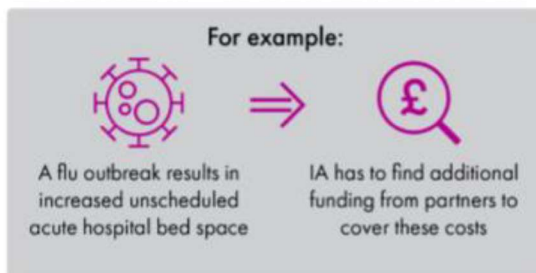 For example:
£
A flu outbreak results in
increased unscheduled
acute hospital bed space
IA has to find additional
funding from partners to
cover these costs